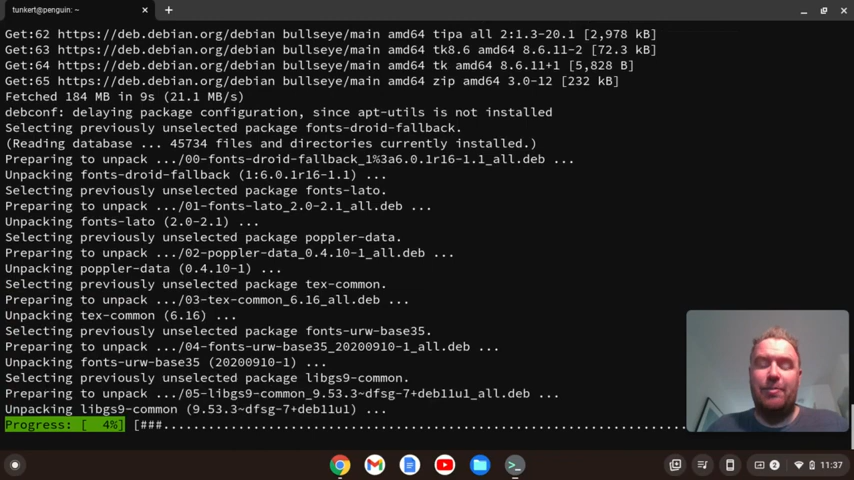 tunkert@penguin: ~
Get:62 https://deb.debian.org/debian bullseye/main amd64 tipa all 2:1.3-20.1 [2,978 kB]
Get:63 https://deb.debian.org/debian bullseye/main amd64 tk8.6 amd64 8.6.11-2 [72.3 kB]
Get:64 https://deb.debian.org/debian bullseye/main amd64 tk amd64 8.6.11+1 [5,828 B]
Get:65 https://deb.debian.org/debian bullseye/main amd64 zip amd64 3.0-12 [232 kB]
Fetched 184 MB in 9s (21.1 MB/s)
debconf: delaying package configuration, since apt-utils is not installed
Selecting previously unselected package fonts-droid-fallback.
(Reading database ... 45734 files and directories currently installed.)
Preparing to unpack .../00-fonts-droid-fallback_1%3a6.0.1r16-1.1_all.deb ...
Unpacking fonts-droid-fallback (1:6.0.1r16-1.1) ...
Selecting previously unselected package fonts-lato.
Preparing to unpack .../01-fonts-lato_2.0-2.1_all.deb ...
Unpacking fonts-lato (2.0-2.1) ...
Selecting previously unselected package poppler-data.
Preparing to unpack .../02-poppler-data_0.4.10-1_all.deb ...
Unpacking poppler-data (0.4.10-1) ...
Selecting previously unselected package tex-common.
Preparing to unpack .../03-tex-common_6.16_all.deb ...
Unpacking tex-common (6.16) ...
Selecting previously unselected package fonts-urw-base35.
Preparing to unpack .../04-fonts-urw-base35_20200910-1_all.deb ...
Unpacking fonts-urw-base35 (20200910-1) ...
Selecting previously unselected package libgs9-common.
Preparing to unpack .../05-libgs9-common_9.53.3~dfsg-7+deb11u1_all.deb ...
Unpacking libgs9-common (9.53.3~dfsg-7+deb11u1) ...
Progress: [  4%] [###.......................................................................
2 11:37